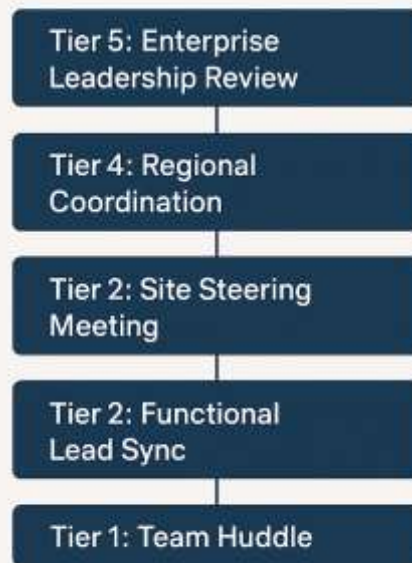 Tier 5: Enterprise
Leadership Review
Tier 4: Regional
Coordination
Tier 2: Site Steering
Meeting
Tier 2: Functional
Lead Sync
Tier 1: Team Huddle